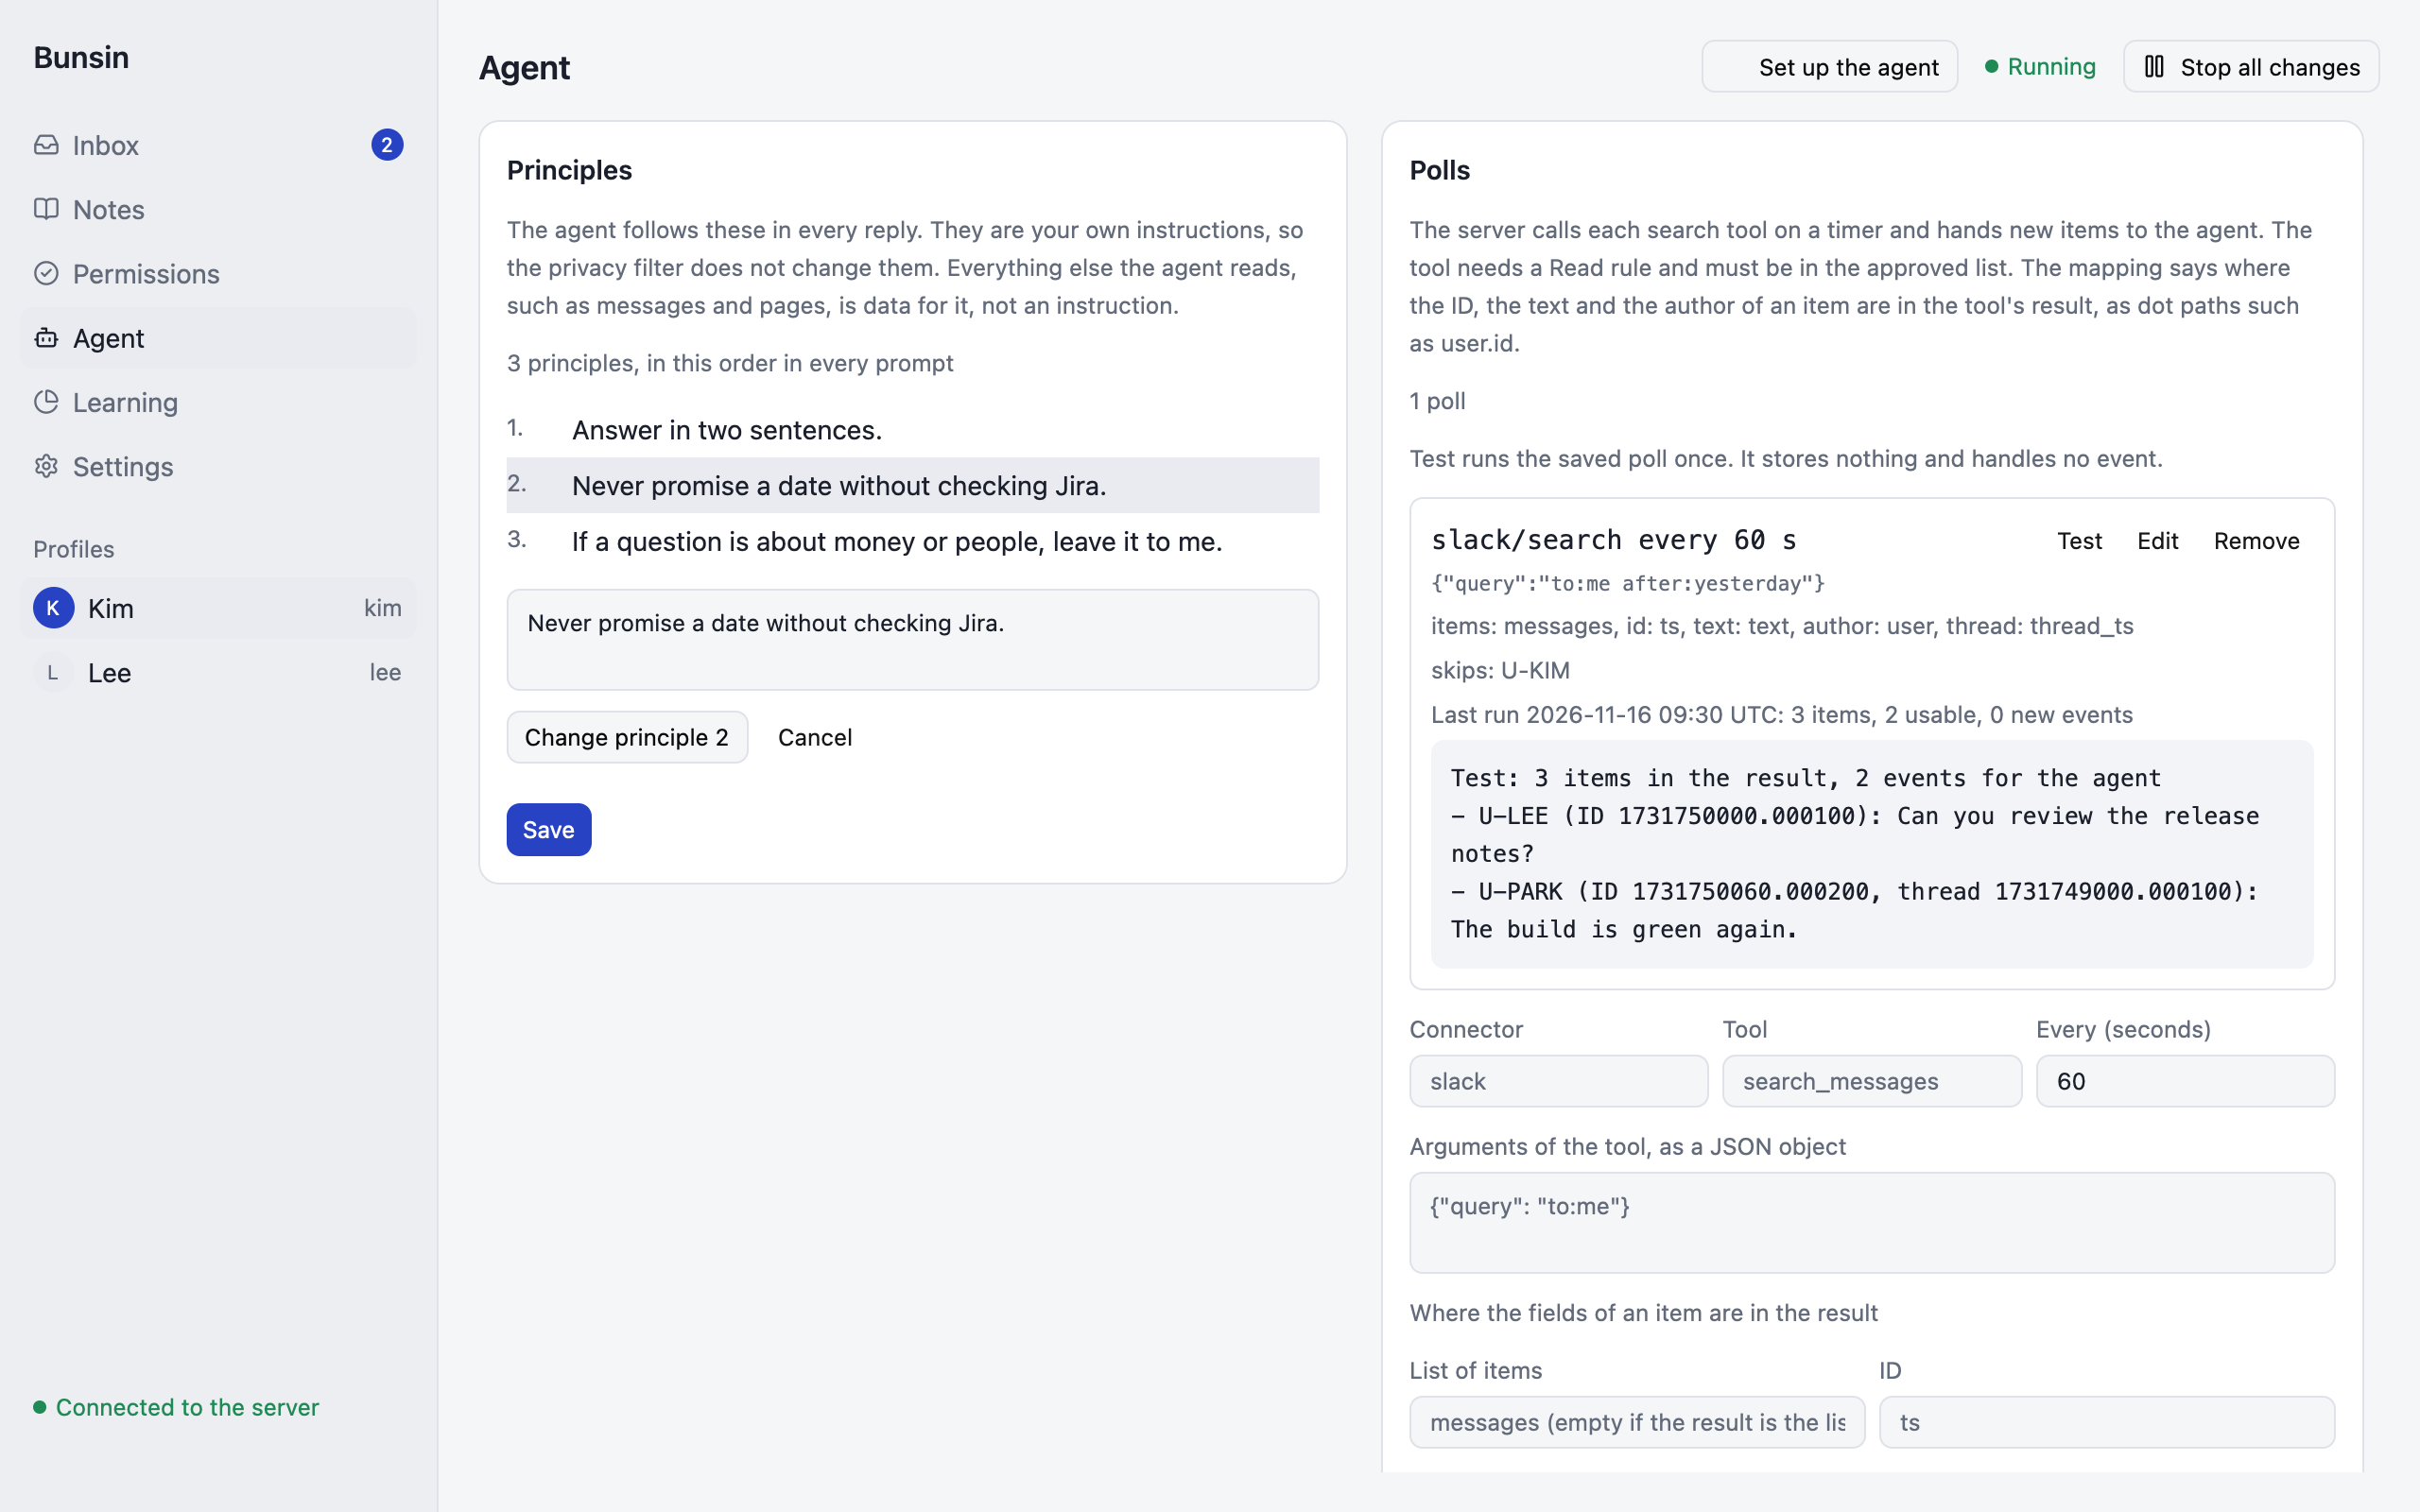 Bunsin
Inbox
2
Notes
Permissions
Agent
Learning
Settings
Profiles
K
Kim
kim
L
Lee
lee
Connected to the server
Agent
Set up the agent
Running
Stop all changes
Principles
The agent follows these in every reply. They are your own instructions, so
the privacy filter does not change them. Everything else the agent reads,
such as messages and pages, is data for it, not an instruction.
3 principles, in this order in every prompt
1. Answer in two sentences.
2. Never promise a date without checking Jira.
3. If a question is about money or people, leave it to me.
Never promise a date without checking Jira.
Change principle 2
Cancel
Save
Polls
The server calls each search tool on a timer and hands new items to the agent. The
tool needs a Read rule and must be in the approved list. The mapping says where
the ID, the text and the author of an item are in the tool's result, as dot paths such
as user.id.
1 poll
Test runs the saved poll once. It stores nothing and handles no event.
slack/search every 60 s
Test
Edit
Remove
{"query":"to:me after:yesterday"}
items: messages, id: ts, text: text, author: user, thread: thread_ts
skips: U-KIM
Last run 2026-11-16 09:30 UTC: 3 items, 2 usable, 0 new events
Test: 3 items in the result, 2 events for the agent
- U-LEE (ID 1731750000.000100): Can you review the release
notes?
- U-PARK (ID 1731750060.000200, thread 1731749000.000100):
The build is green again.
Connector
Tool
Every (seconds)
slack
search_messages
60
Arguments of the tool, as a JSON object
{"query": "to:me"}
Where the fields of an item are in the result
List of items
ID
messages (empty if the result is the lis
ts